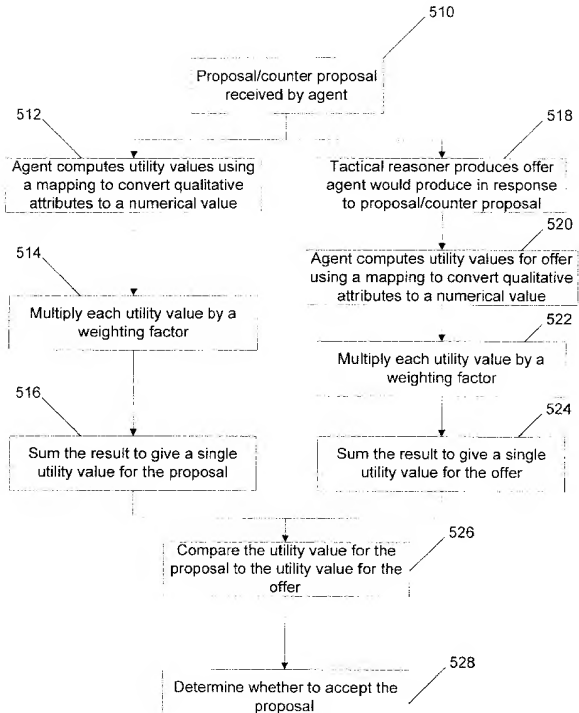 510
Proposal/counter proposal
received by agent
512
Agent computes utility values using
a mapping to convert qualitative
attributes to a numerical value
518
Tactical reasoner produces offer
agent would produce in response
to proposal/counter proposal
520
Agent computes utility values for offer
using a mapping to convert qualitative
attributes to a numerical value
514
Multiply each utility value by a
weighting factor
522
Multiply each utility value by a
weighting factor
516
Sum the result to give a single
utility value for the proposal
524
Sum the result to give a single
utility value for the offer
526
Compare the utility value for the
proposal to the utility value for the
offer
528
Determine whether to accept the
proposal